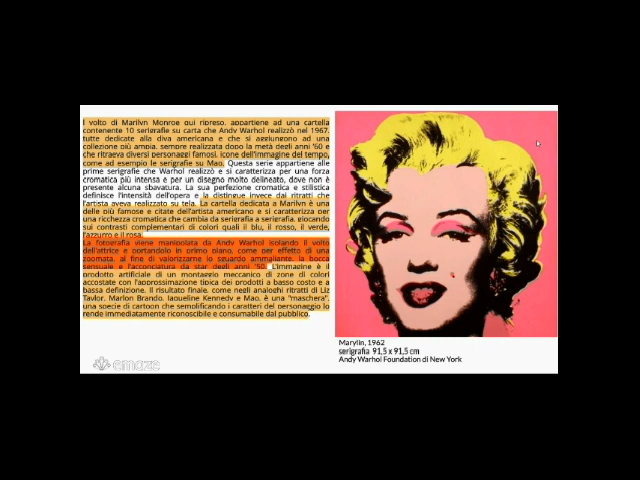 l volto di Marilyn Monroe qui ripreso, appartiene ad una cartella
contenente 10 serigrafie su carta che Andy Warhol realizzò nel 1967,
tutte dedicate alla diva americana e che si aggiungono ad una
collezione più ampia, sempre realizzata dopo la metà degli anni '60 e
che ritraeva diversi personaggi famosi, icone dell'immagine del tempo,
come ad esempio le serigrafie su Mao. Questa serie appartiene alle
prime serigrafie che Warhol realizzò e si caratterizza per una forza
cromatica più intensa e per un disegno molto delineato, dove non è
presente alcuna sbavatura. La sua perfezione cromatica e stilistica
definisce l'intensità dell'opera e la distingue invece dai ritratti che
l'artista aveva realizzato su tela. La cartella dedicata a Marilyn è una
delle più famose e citate dell'artista americano e si caratterizza per
una ricchezza cromatica che cambia da serigrafia a serigrafia, giocando
sui contrasti complementari di colori quali il blu, il rosso, il verde,
l'azzurro e il rosa.
La fotografia viene manipolata da Andy Warhol isolando il volto
dell'attrice e portandolo in primo piano, come per effetto di una
zoomata, al fine di valorizzarne lo sguardo ammaliante, la bocca
sensuale e l'acconciatura da star degli anni '50. L'immagine è il
prodotto artificiale di un montaggio meccanico di zone di colori
accostate con l'approssimazione tipica dei prodotti a basso costo e a
bassa definizione. Il risultato finale, come negli analoghi ritratti di Liz
Taylor, Marlon Brando, Jaqueline Kennedy e Mao, è una "maschera",
una specie di cartoon che semplificando i caratteri del personaggio lo
rende immediatamente riconoscibile e consumabile dal pubblico.
Marylin, 1962
serigrafia 91,5 x 91,5 cm
Andy Warhol Foundation di New York
emaze